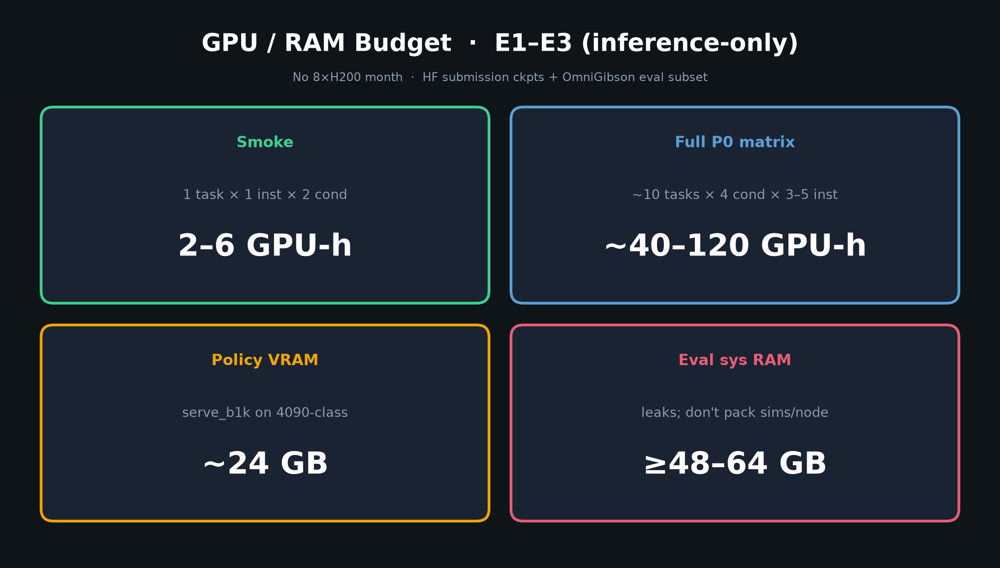 GPU / RAM Budget · E1–E3 (inference-only)
No 8×H200 month · HF submission ckpts + OmniGibson eval subset
Smoke
1 task × 1 inst × 2 cond
2–6 GPU-h
Full P0 matrix
~10 tasks × 4 cond × 3–5 inst
~40–120 GPU-h
Policy VRAM
serve_b1k on 4090-class
~24 GB
Eval sys RAM
leaks; don't pack sims/node
≥48–64 GB